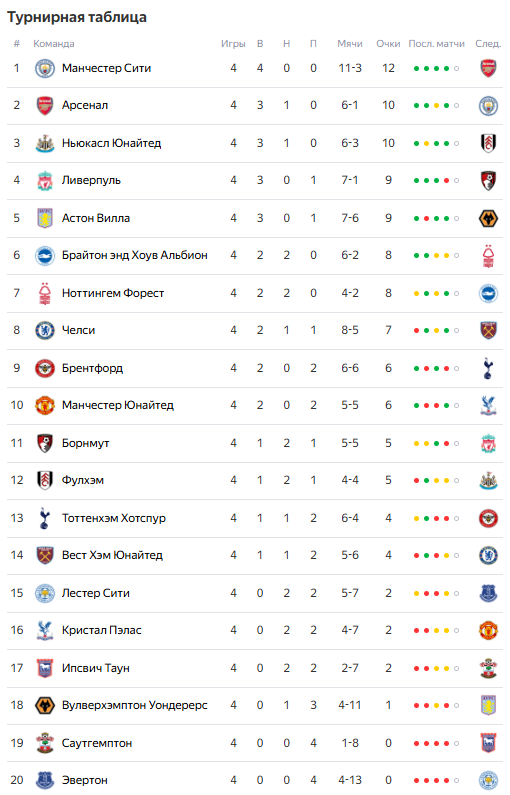 Турнирная таблица
# Команда Игры В Н П Мячи Очки Посл. матчи След.
1 Манчестер Сити 4 4 0 0 11-3 12
2 Арсенал 4 3 1 0 6-1 10
3 Ньюкасл Юнайтед 4 3 1 0 6-3 10
4 Ливерпуль 4 3 0 1 7-1 9
5 Астон Вилла 4 3 0 1 7-6 9
6 Брайтон энд Хоув Альбион 4 2 2 0 6-2 8
7 Ноттингем Форест 4 2 2 0 4-2 8
8 Челси 4 2 1 1 8-5 7
9 Брентфорд 4 2 0 2 6-6 6
10 Манчестер Юнайтед 4 2 0 2 5-5 6
11 Борнмут 4 1 2 1 5-5 5
12 Фулхэм 4 1 2 1 4-4 5
13 Тоттенхэм Хотспур 4 1 1 2 6-4 4
14 Вест Хэм Юнайтед 4 1 1 2 5-6 4
15 Лестер Сити 4 0 2 2 5-7 2
16 Кристал Пэлас 4 0 2 2 4-7 2
17 Ипсвич Таун 4 0 2 2 2-7 2
18 Вулверхэмптон Уондерерс 4 0 1 3 4-11 1
19 Саутгемптон 4 0 0 4 1-8 0
20 Эвертон 4 0 0 4 4-13 0